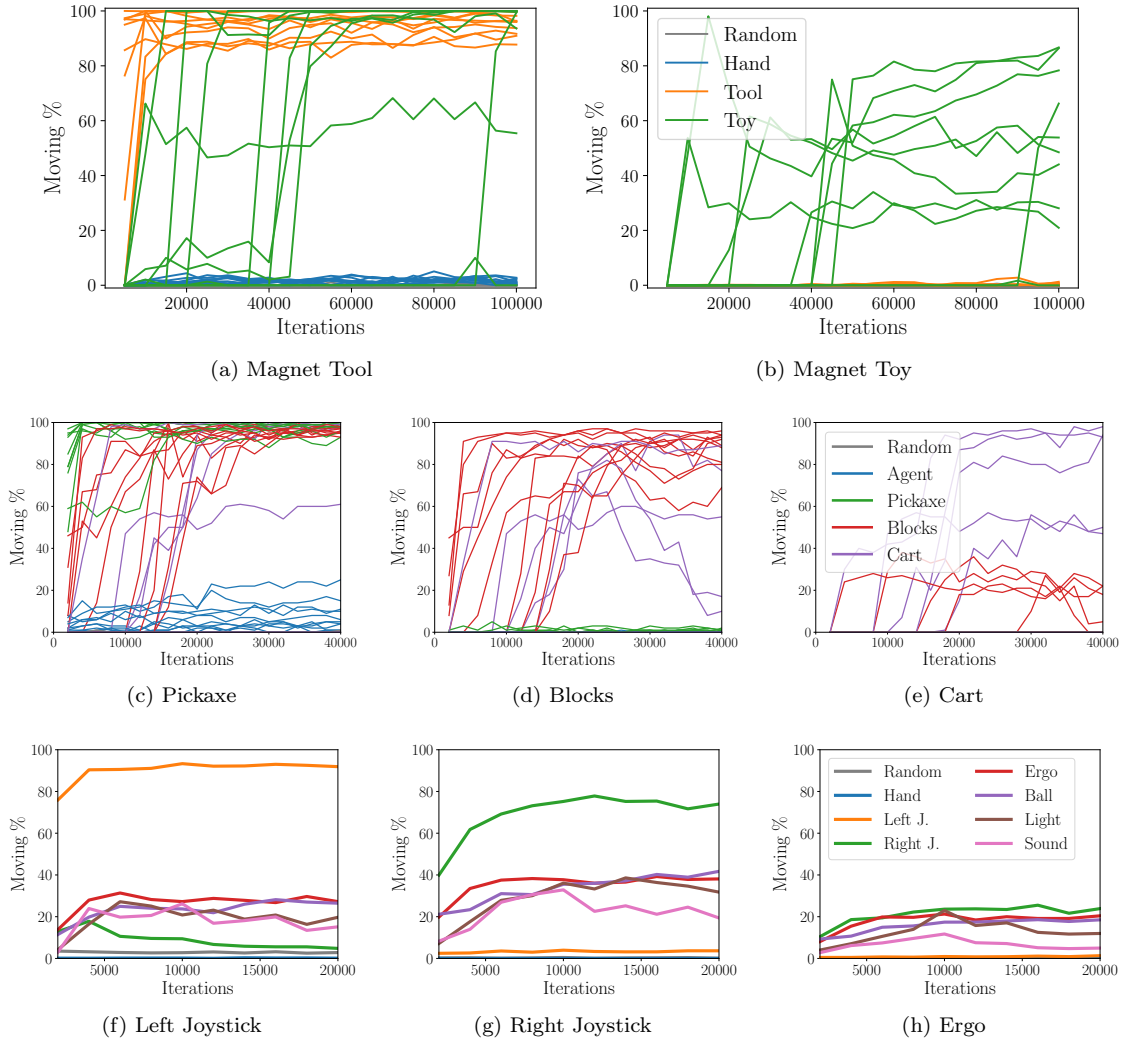 100
80
60
40
20
0
Moving %
20000
40000
60000
80000
100000
Iterations
(a) Magnet Tool
100
80
60
40
20
0
Moving %
Random
Hand
Tool
Toy
20000
40000
60000
80000
100000
Iterations
(b) Magnet Toy
100
80
60
40
20
0
Moving %
0
10000
20000
30000
40000
Iterations
(c) Pickaxe
100
80
60
40
20
0
Moving %
10000
20000
30000
40000
Iterations
(d) Blocks
100
80
60
40
20
0
Moving %
Random
Agent
Pickaxe
Blocks
Cart
0
10000
20000
30000
40000
Iterations
(e) Cart
100
80
60
40
20
0
Moving %
5000
10000
15000
20000
Iterations
(f) Left Joystick
100
80
60
40
20
0
Moving %
5000
10000
15000
20000
Iterations
(g) Right Joystick
100
80
60
40
20
0
Moving %
Random
Hand
Left J.
Right J.
Ergo
Ball
Light
Sound
5000
10000
15000
20000
Iterations
(h) Ergo